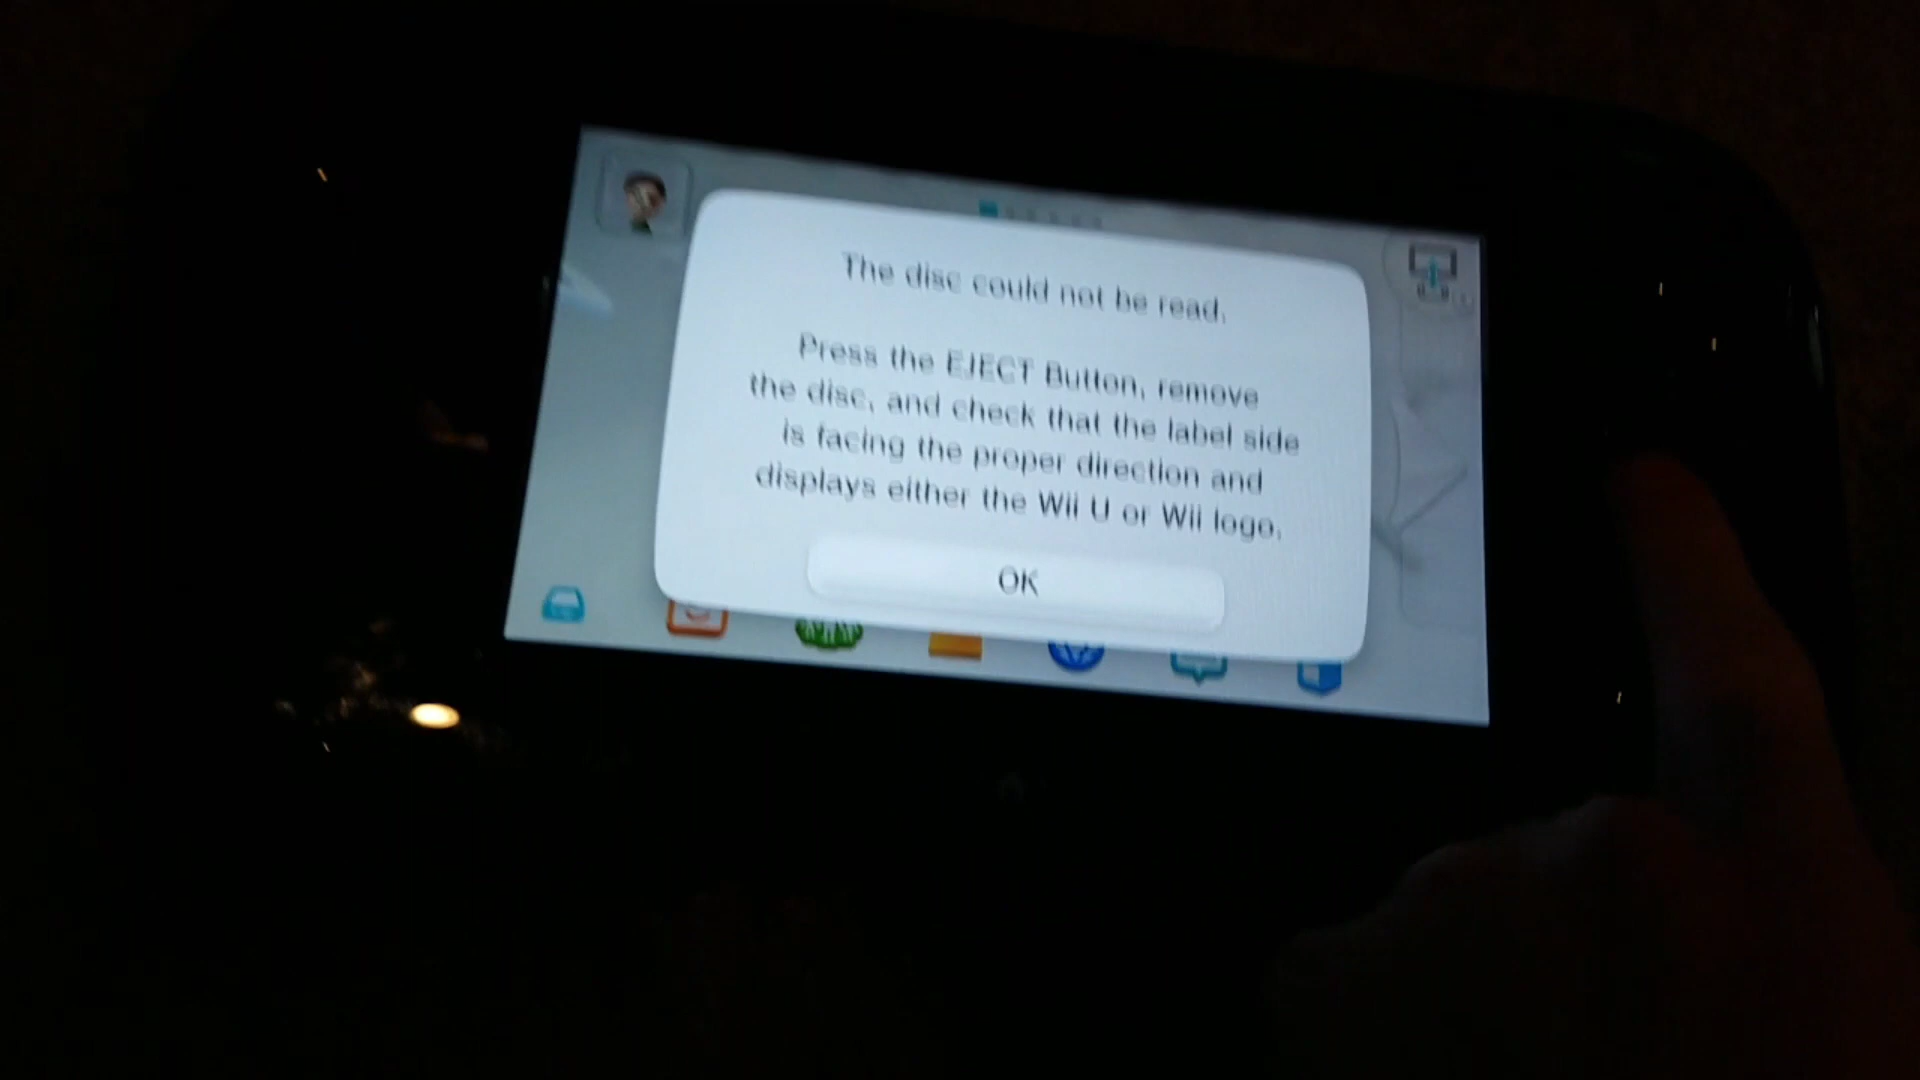 The disc could not be read.
Press the EJECT Button, remove
the disc, and check that the label side
is facing the proper direction and
displays either the Wii U or Wii logo.
OK